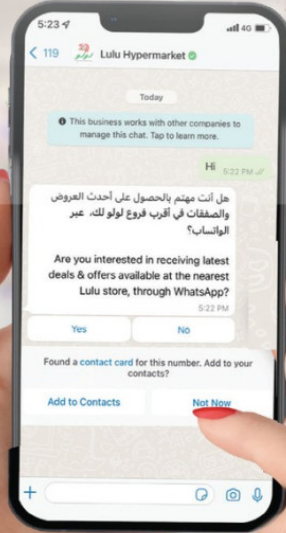 5:23
4G
119
لولو
Lulu Hypermarket
Today
This business works with other companies to
manage this chat. Tap to learn more.
Hi
5:22 PM
هل أنت مهتم بالحصول على أحدث العروض
والصفقات في أقرب فروع لولو لك، عبر
الواتساب؟
Are you interested in receiving latest
deals & offers available at the nearest
Lulu store, through WhatsApp?
5:22 PM
Yes
No
Found a contact card for this number. Add to your
contacts?
Add to Contacts
Not Now